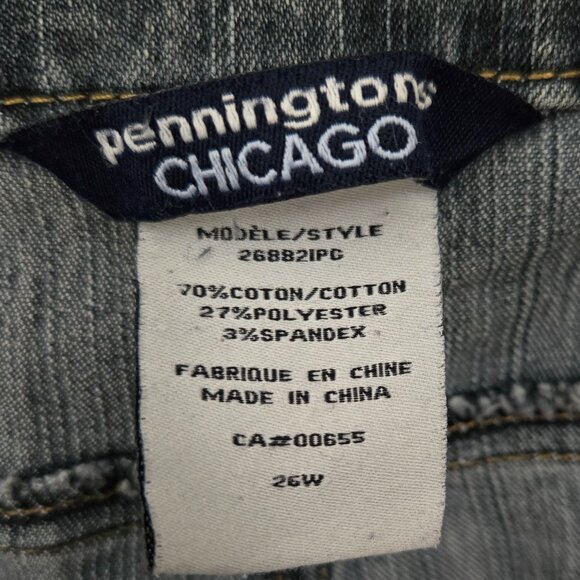 penningtons
CHICAGO
MODÈLE/STYLE
26882IPC
70%COTON/COTTON
27%POLYESTER
3%SPANDEX
FABRIQUE EN CHINE
MADE IN CHINA
CA#00655
26W